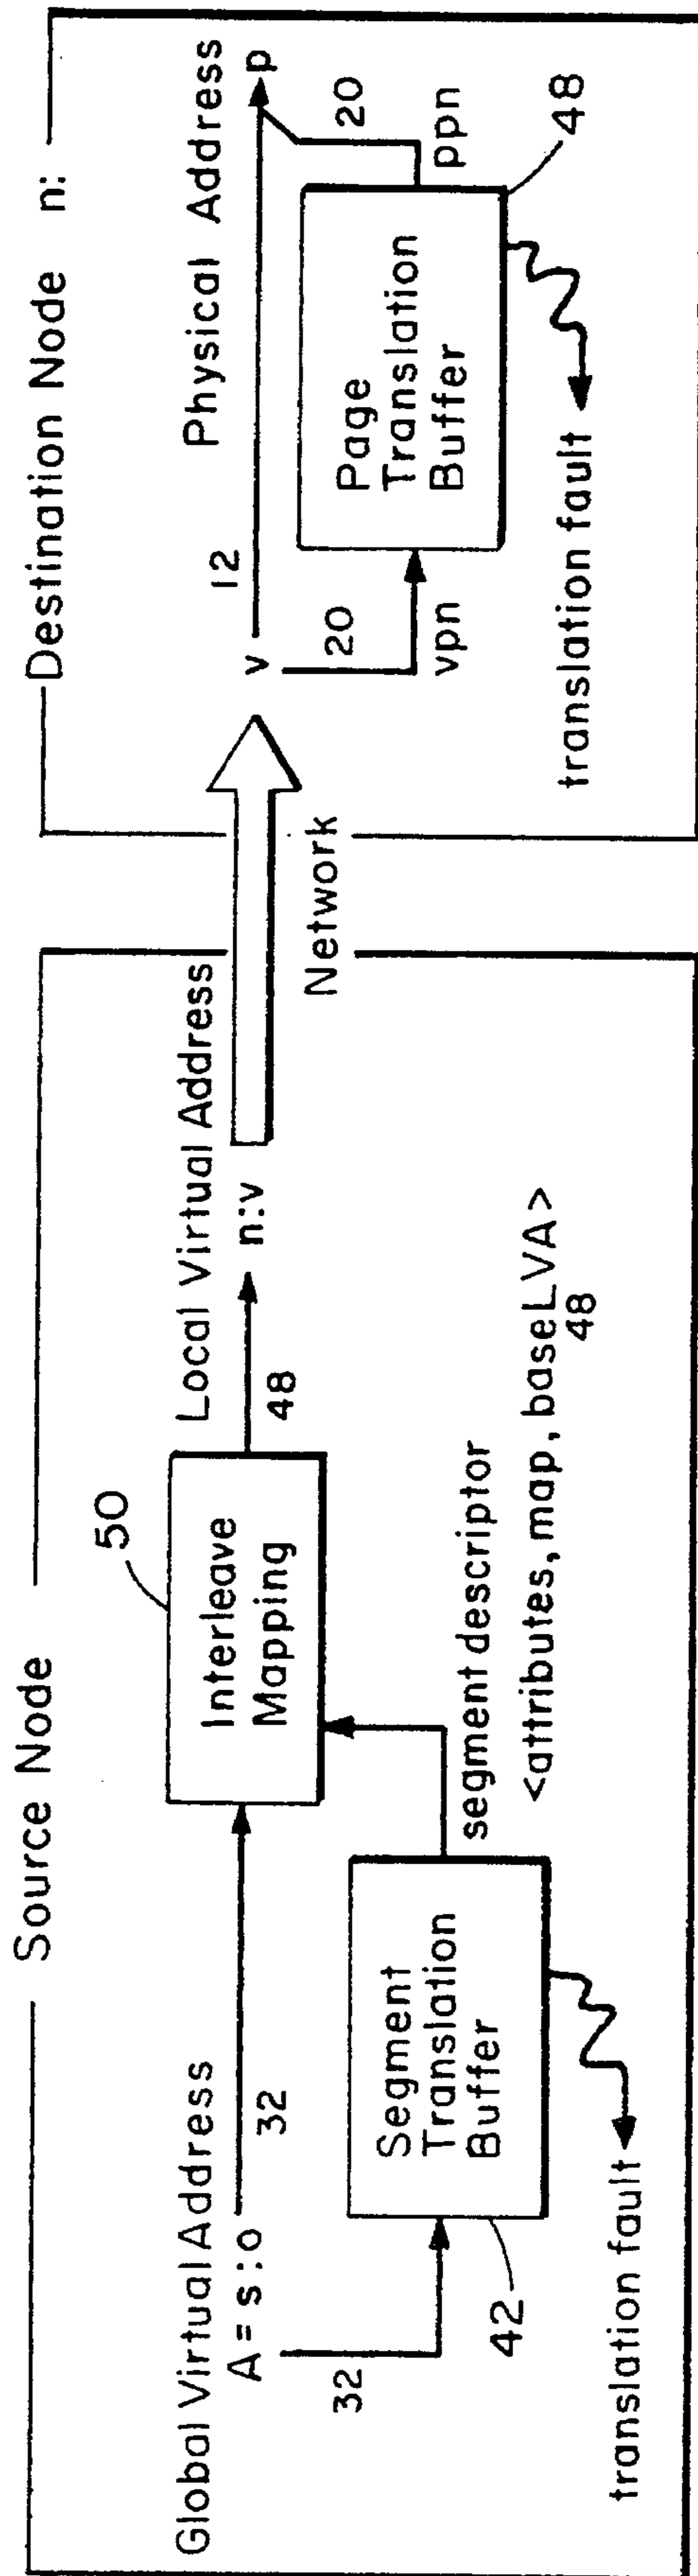 Source Node
Global Virtual Address
A = s:o
32
32
Segment
Translation
Buffer
42
translation fault
50
Interleave
Mapping
segment descriptor
<attributes, map, baseLVA>
48
48
Local Virtual Address
n:v
Network
Destination Node n:
v
12
Physical Address
p
20
vpn
Page
Translation
Buffer
20
ppn
48
translation fault